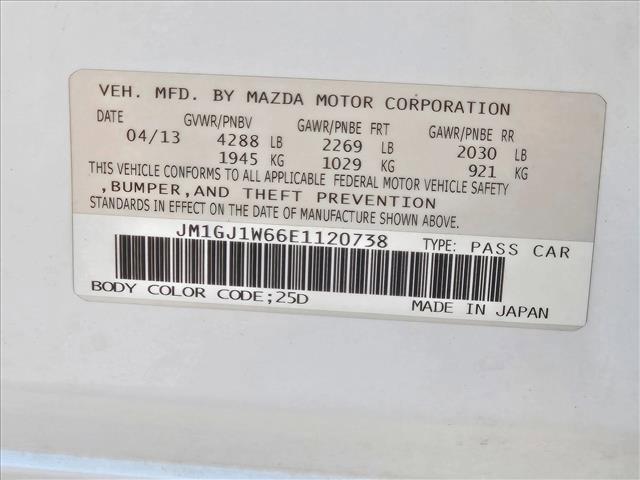 VEH. MFD. BY MAZDA MOTOR CORPORATION
DATE GVWR/PNBV GAWR/PNBE FRT GAWR/PNBE RR
04/13 4288 LB 2269 LB 2030 LB
1945 KG 1029 KG 921 KG
THIS VEHICLE CONFORMS TO ALL APPLICABLE FEDERAL MOTOR VEHICLE SAFETY
,BUMPER,AND THEFT PREVENTION
STANDARDS IN EFFECT ON THE DATE OF MANUFACTURE SHOWN ABOVE.
JM1GJ1W66E1120738 TYPE: PASS CAR
BODY COLOR CODE;25D MADE IN JAPAN